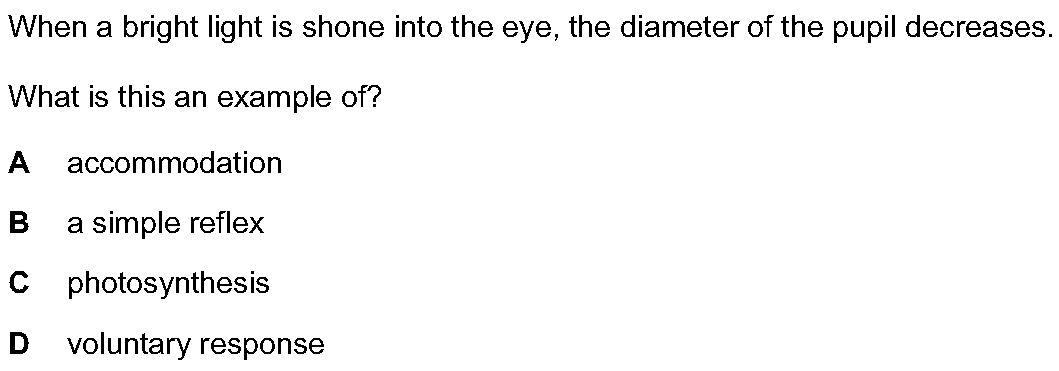 When a bright light is shone into the eye, the diameter of the pupil decreases.
What is this an example of?
A accommodation
B a simple reflex
C photosynthesis
D voluntary response